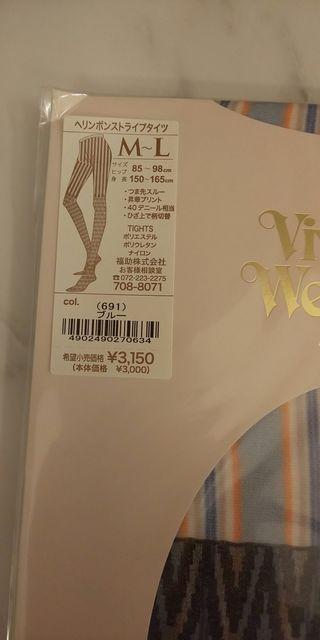 ヘリンボンストライプタイツ
M~L
サイズ
ヒップ 85~98cm
身長 150~165cm
・つま先スルー
・昇華プリント
・40デニール相当
・ひざ上で柄切替
TIGHTS
ポリエステル
ポリウレタン
ナイロン
福助株式会社
お客様相談室
☎072-223-2275
708-8071
col. (691)
ブルー
4902490270634
希望小売価格 ¥3,150
(本体価格 ¥3,000)
Vi
We